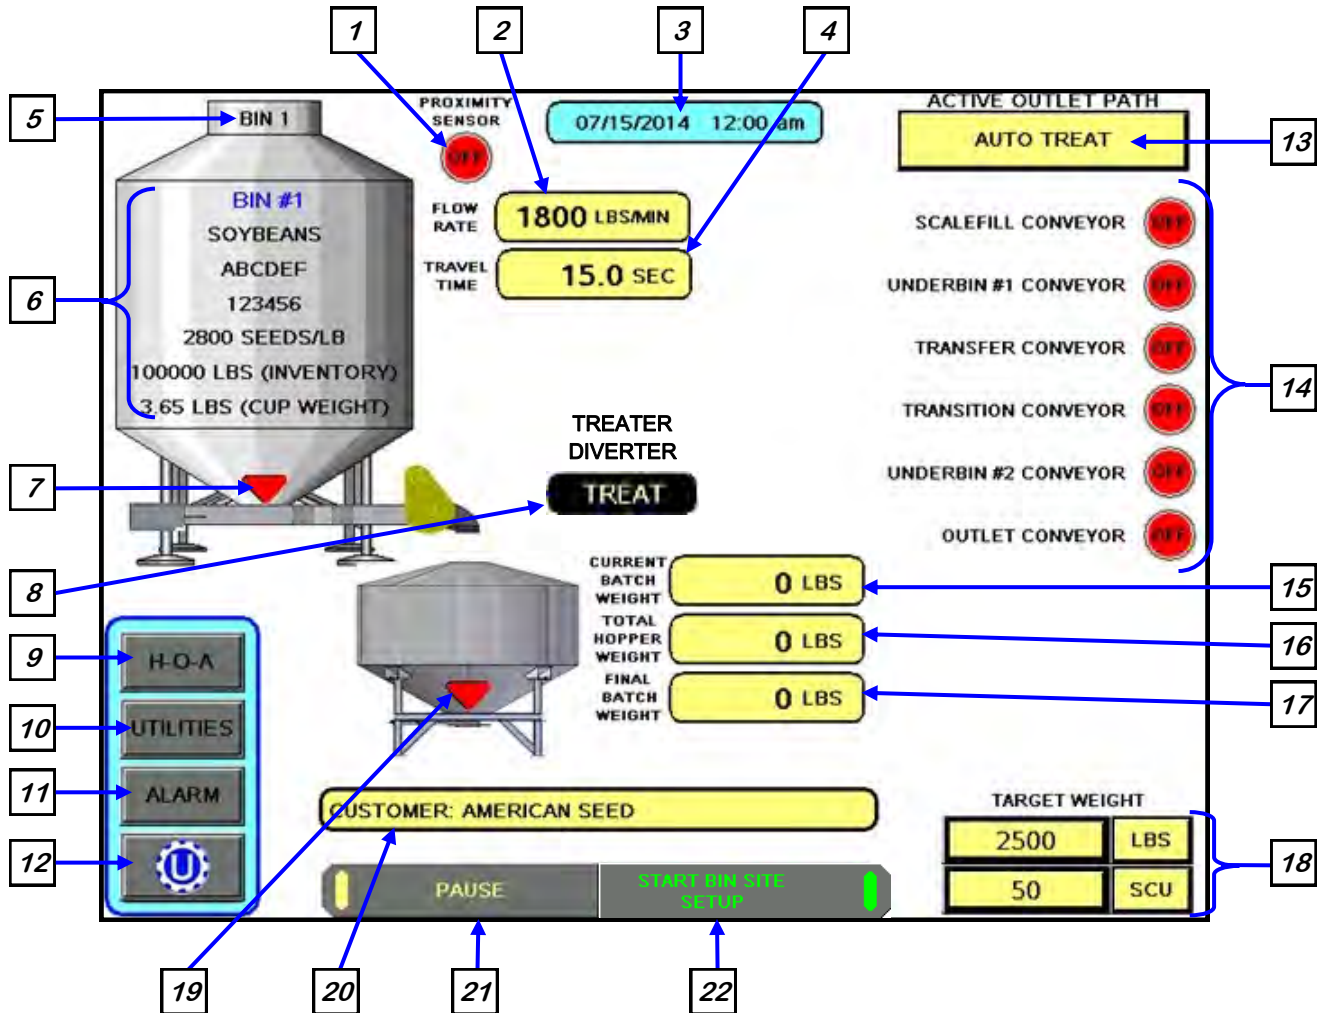 1
2
3
4
5
BIN 1
PROXIMITY
SENSOR
OFF
07/15/2014 12:00 am
ACTIVE OUTLET PATH
AUTO TREAT
13
6
BIN #1
SOYBEANS
ABCDEF
123456
2800 SEEDS/LB
100000 LBS (INVENTORY)
3.65 LBS (CUP WEIGHT)
FLOW
RATE
1800 LBS/MIN
TRAVEL
TIME
15.0 SEC
SCALEFILL CONVEYOR OFF
UNDERBIN #1 CONVEYOR OFF
TRANSFER CONVEYOR OFF
TRANSITION CONVEYOR OFF
UNDERBIN #2 CONVEYOR OFF
OUTLET CONVEYOR OFF
14
7
TREATER
DIVERTER
TREAT
8
CURRENT
BATCH
WEIGHT
0 LBS
15
TOTAL
HOPPER
WEIGHT
0 LBS
16
FINAL
BATCH
WEIGHT
0 LBS
17
9
H-O-A
10
UTILITIES
11
ALARM
12
U
CUSTOMER: AMERICAN SEED
TARGET WEIGHT
2500 LBS
50 SCU
18
PAUSE
START BIN SITE
SETUP
19
20
21
22